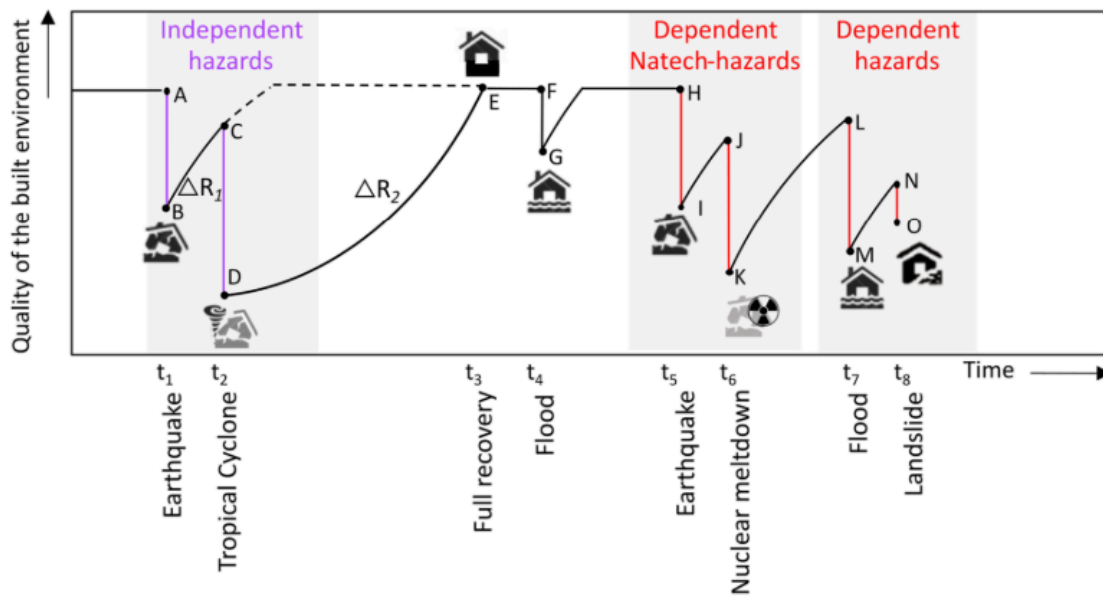 Quality of the built environment
Independent
hazards
Dependent
Natech-hazards
Dependent
hazards
A
B
C
D
△R₁
△R₂
E
F
G
H
I
J
K
L
M
N
O
t₁
t₂
t₃
t₄
t₅
t₆
t₇
t₈
Time
Earthquake
Tropical Cyclone
Full recovery
Flood
Earthquake
Nuclear meltdown
Flood
Landslide